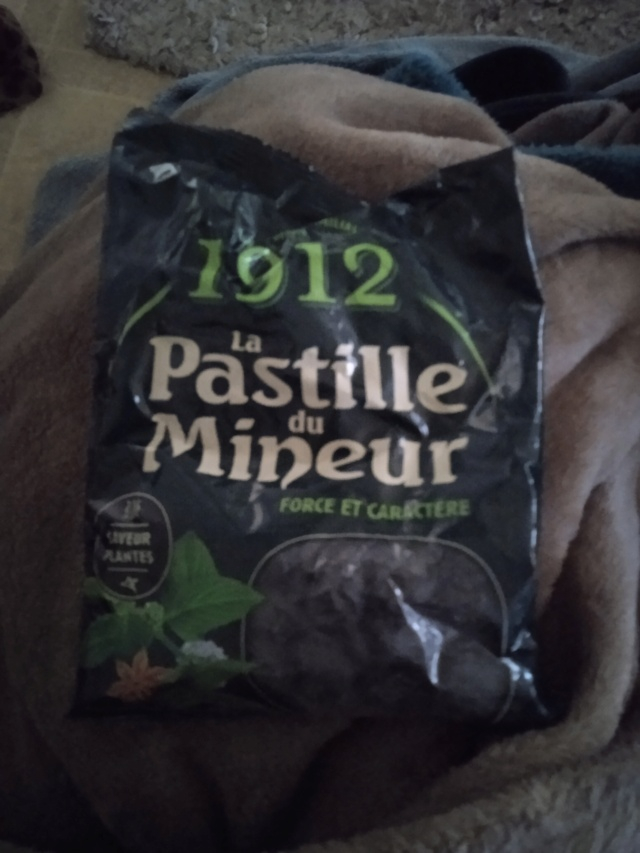 1912
La
Pastille
du
Mineur
FORCE ET CARACTÈRE
SAVEUR
PLANTES